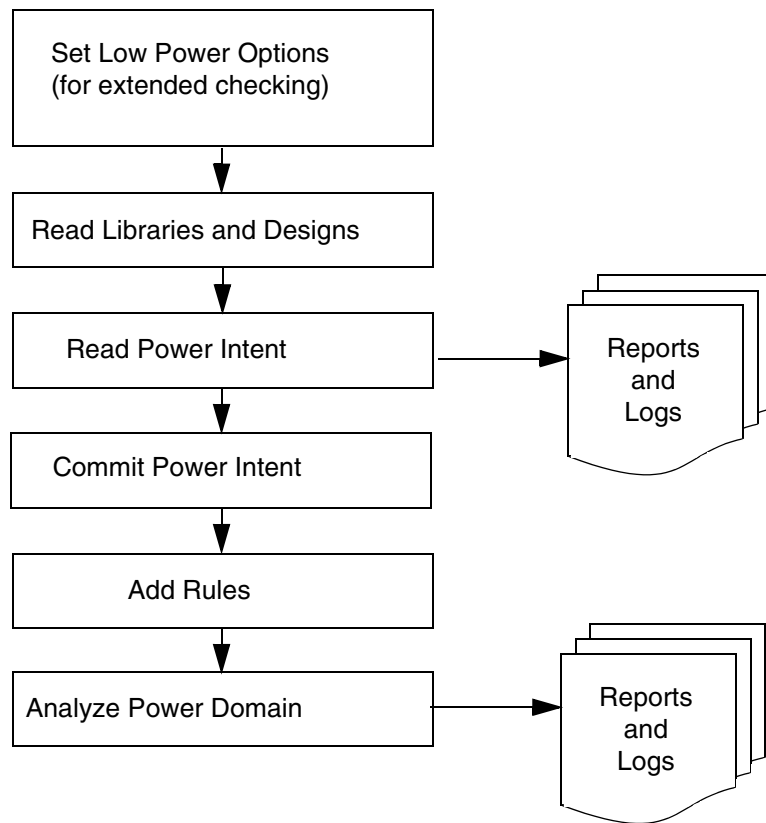 Set Low Power Options
(for extended checking)
Read Libraries and Designs
Read Power Intent
Reports
and
Logs
Commit Power Intent
Add Rules
Analyze Power Domain
Reports
and
Logs